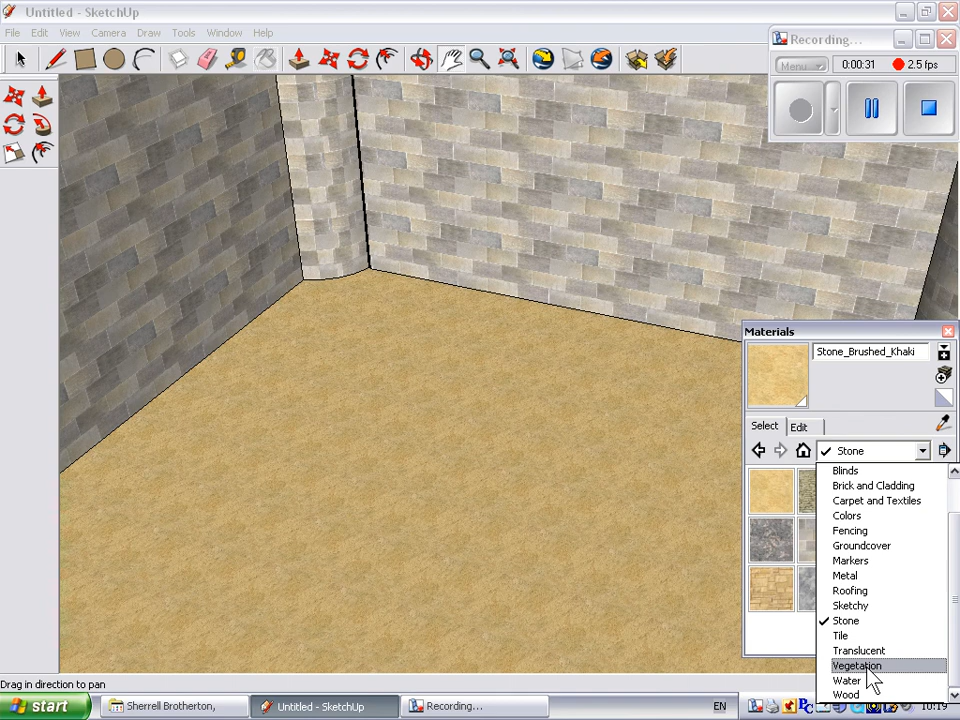 Untitled - SketchUp
File Edit View Camera Draw Tools Window Help
Recording...
Menu 0:00:31 2.5 fps
Materials
Stone_Brushed_Khaki
Select Edit
Stone
Blinds
Brick and Cladding
Carpet and Textiles
Colors
Fencing
Groundcover
Markers
Metal
Roofing
Sketchy
Stone
Tile
Translucent
Vegetation
Water
Wood
Drag in direction to pan
start Sherrell Brotherton, Untitled - SketchUp Recording... EN 10:19